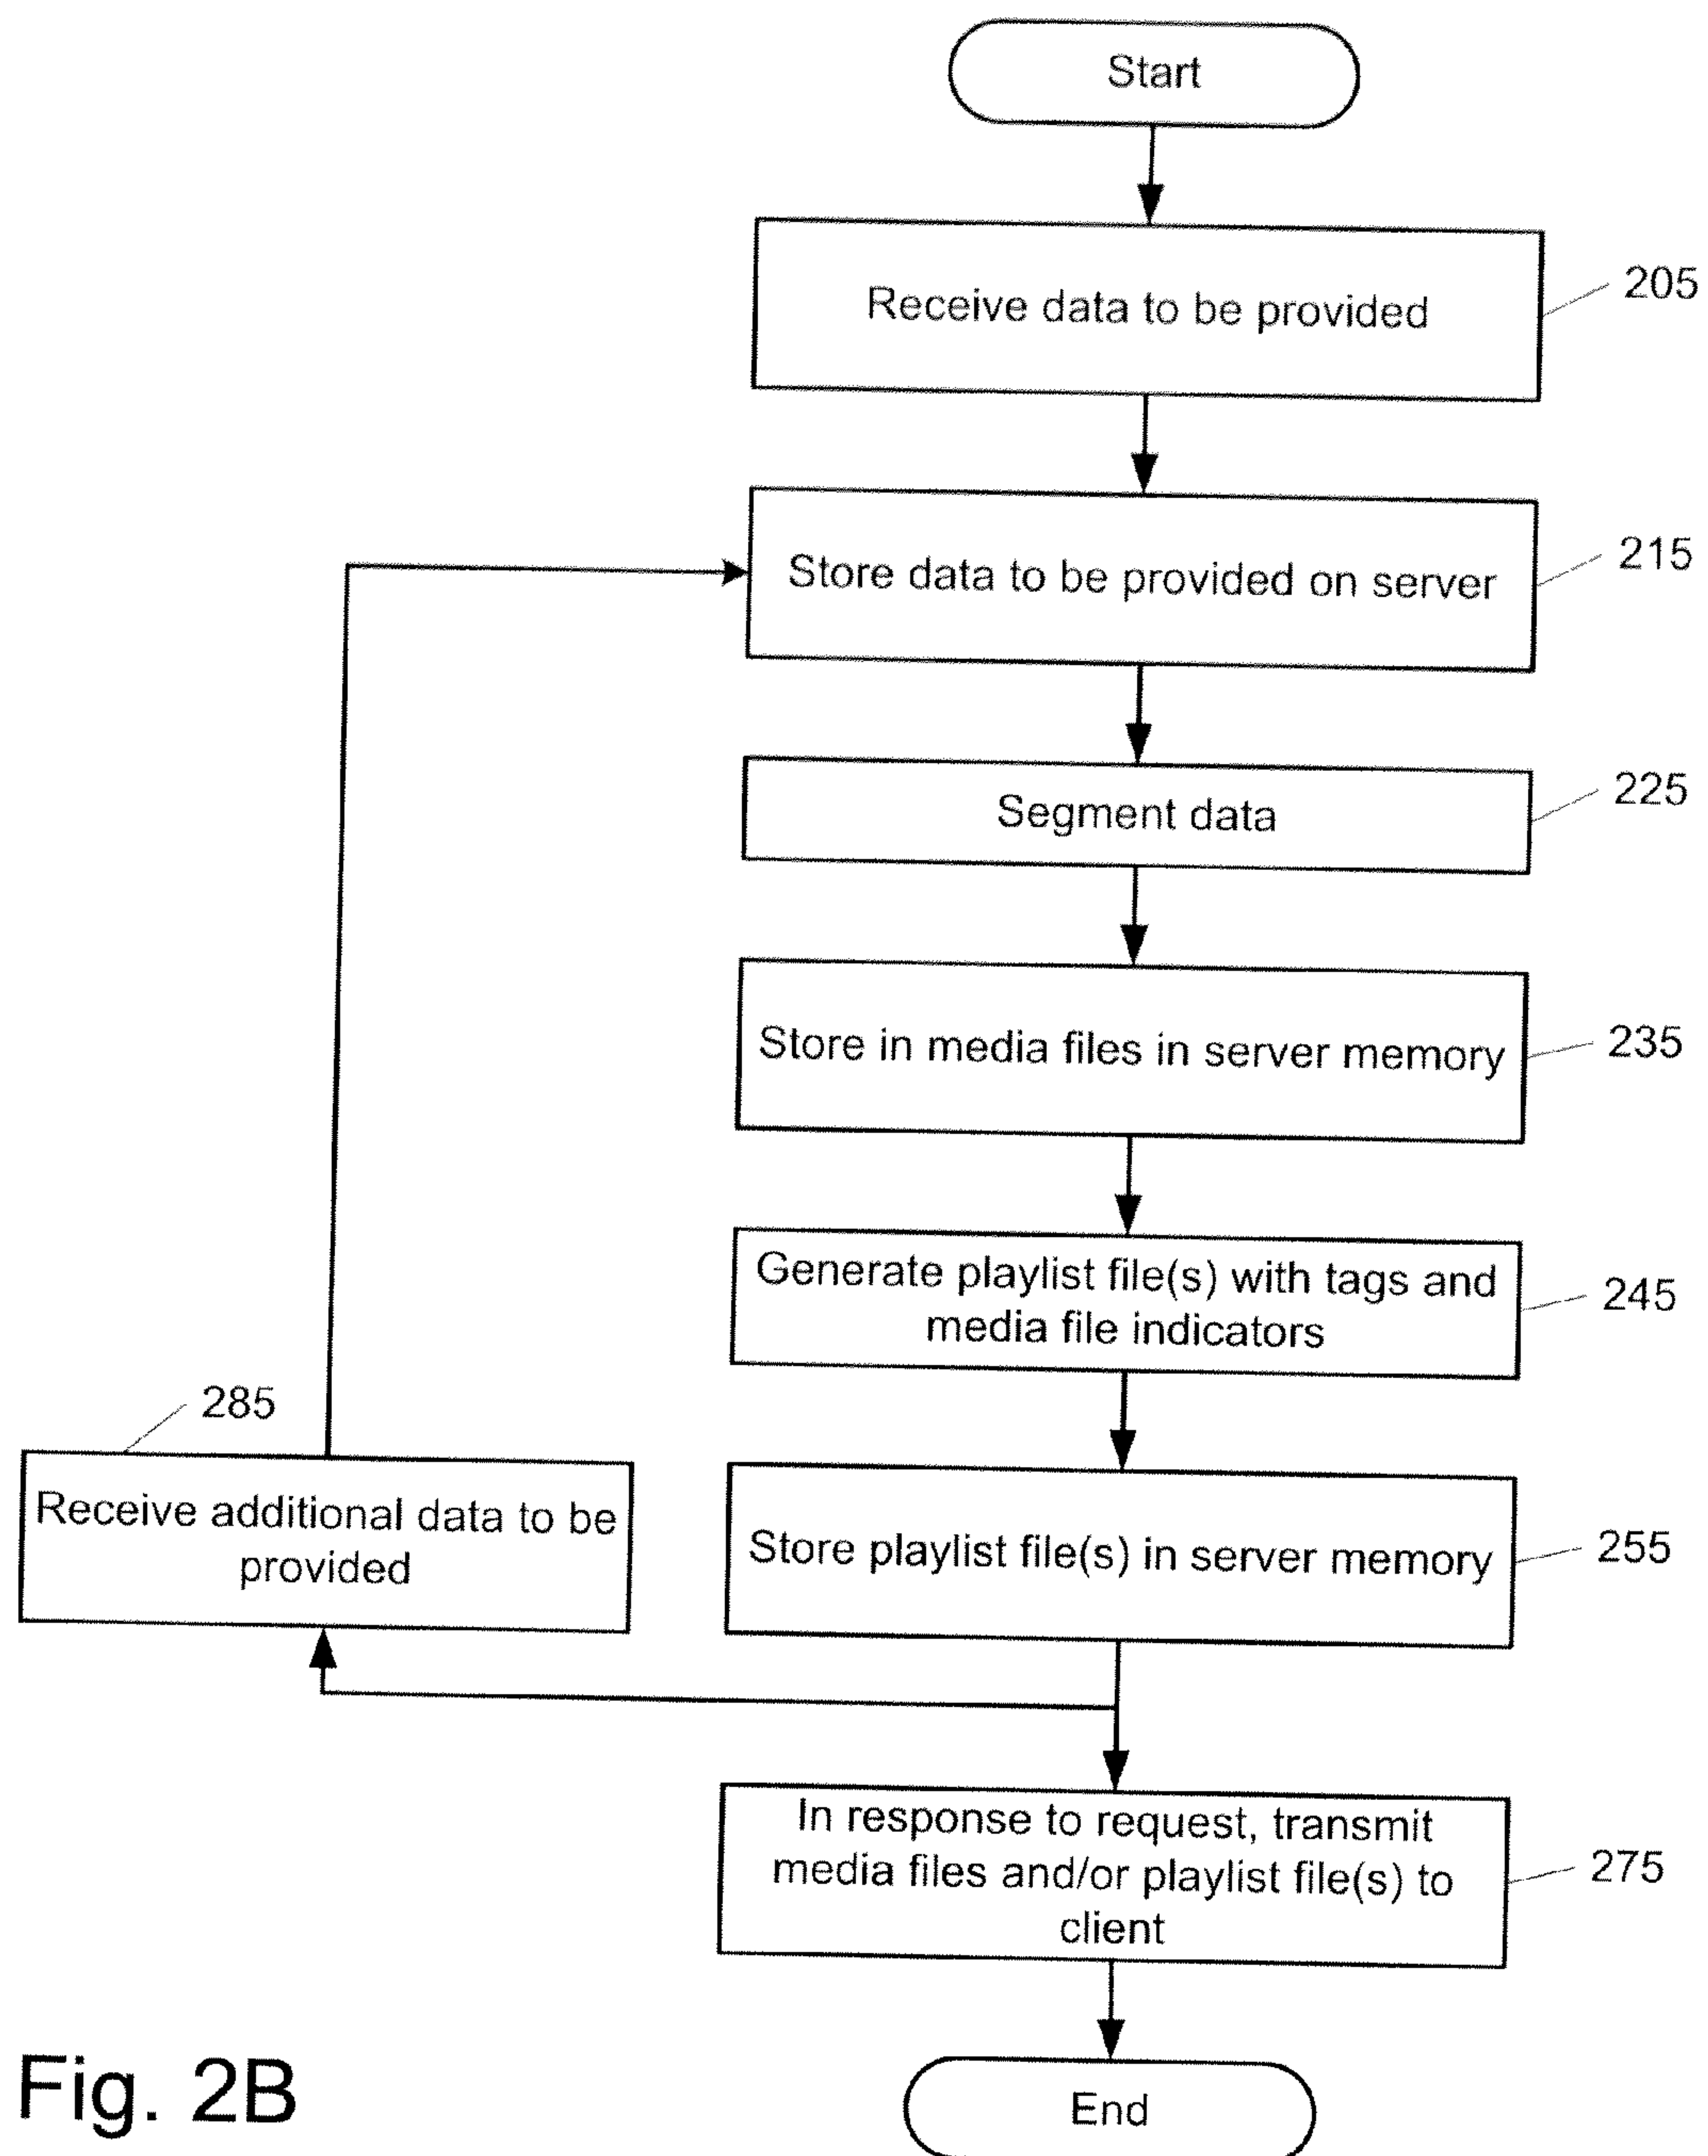 Start
Receive data to be provided
205
Store data to be provided on server
215
Segment data
225
Store in media files in server memory
235
Generate playlist file(s) with tags and
media file indicators
245
285
Receive additional data to be
provided
Store playlist file(s) in server memory
255
In response to request, transmit
media files and/or playlist file(s) to
client
275
End
Fig. 2B